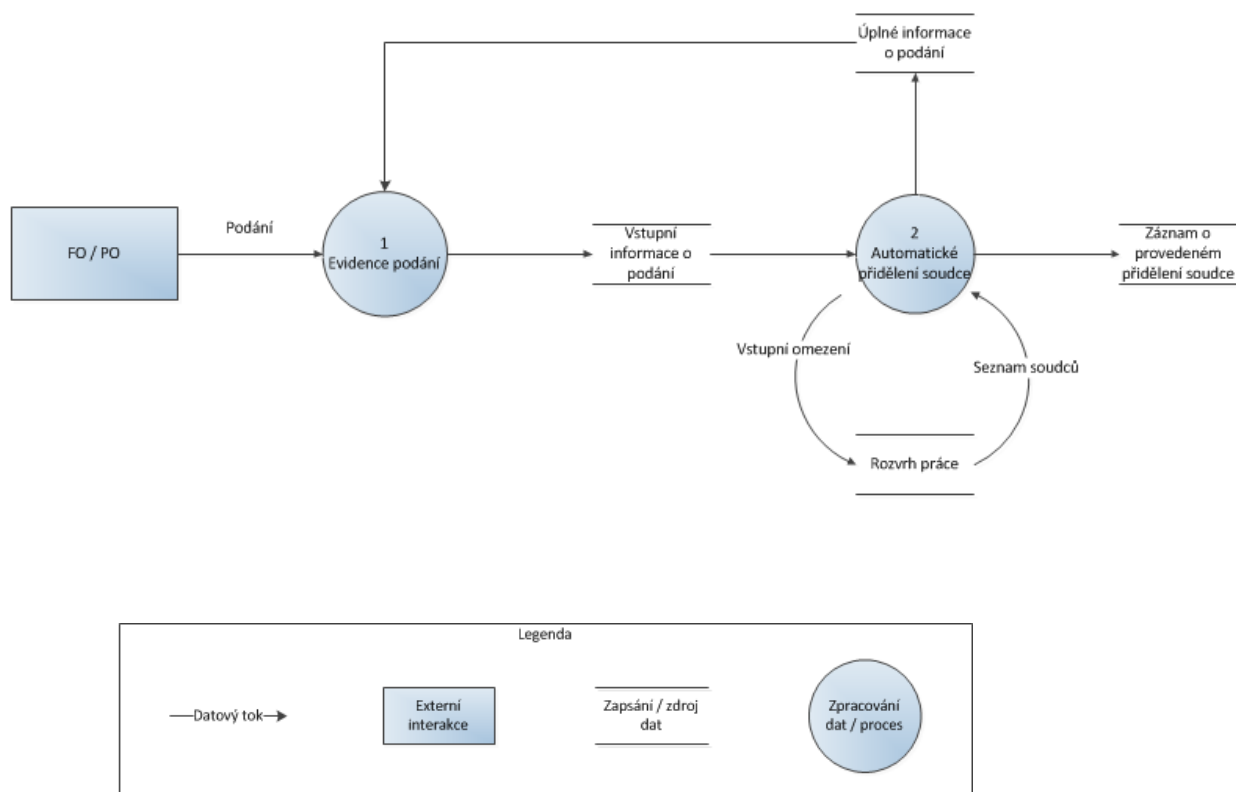 Úplné informace
o podání
FO / PO
Podání
1
Evidence podání
Vstupní
informace o
podání
2
Automatické
přidělení soudce
Záznam o
provedeném
přidělení soudce
Vstupní omezení
Seznam soudců
Rozvrh práce
Legenda
Datový tok
Externí
interakce
Zapsání / zdroj
dat
Zpracování
dat / proces